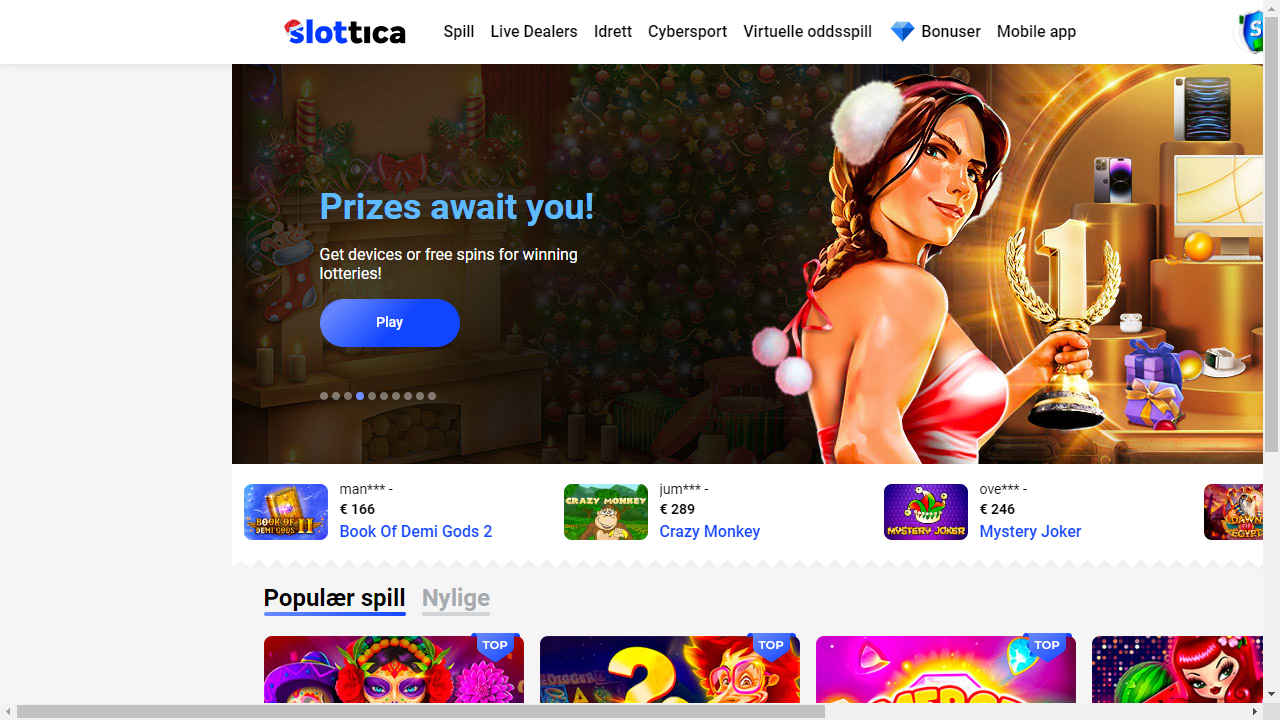 slottica
Spill
Live Dealers
Idrett
Cybersport
Virtuelle oddsspill
Bonuser
Mobile app
S
Prizes await you!
Get devices or free spins for winning
lotteries!
Play
1
BOOK OF
DEMI GODS II
man*** -
€ 166
Book Of Demi Gods 2
CRAZY MONKEY
jum*** -
€ 289
Crazy Monkey
MYSTERY JOKER
ove*** -
€ 246
Mystery Joker
DAWN
OF
EGYPT
Populær spill
Nylige
TOP
TOP
2
TOP